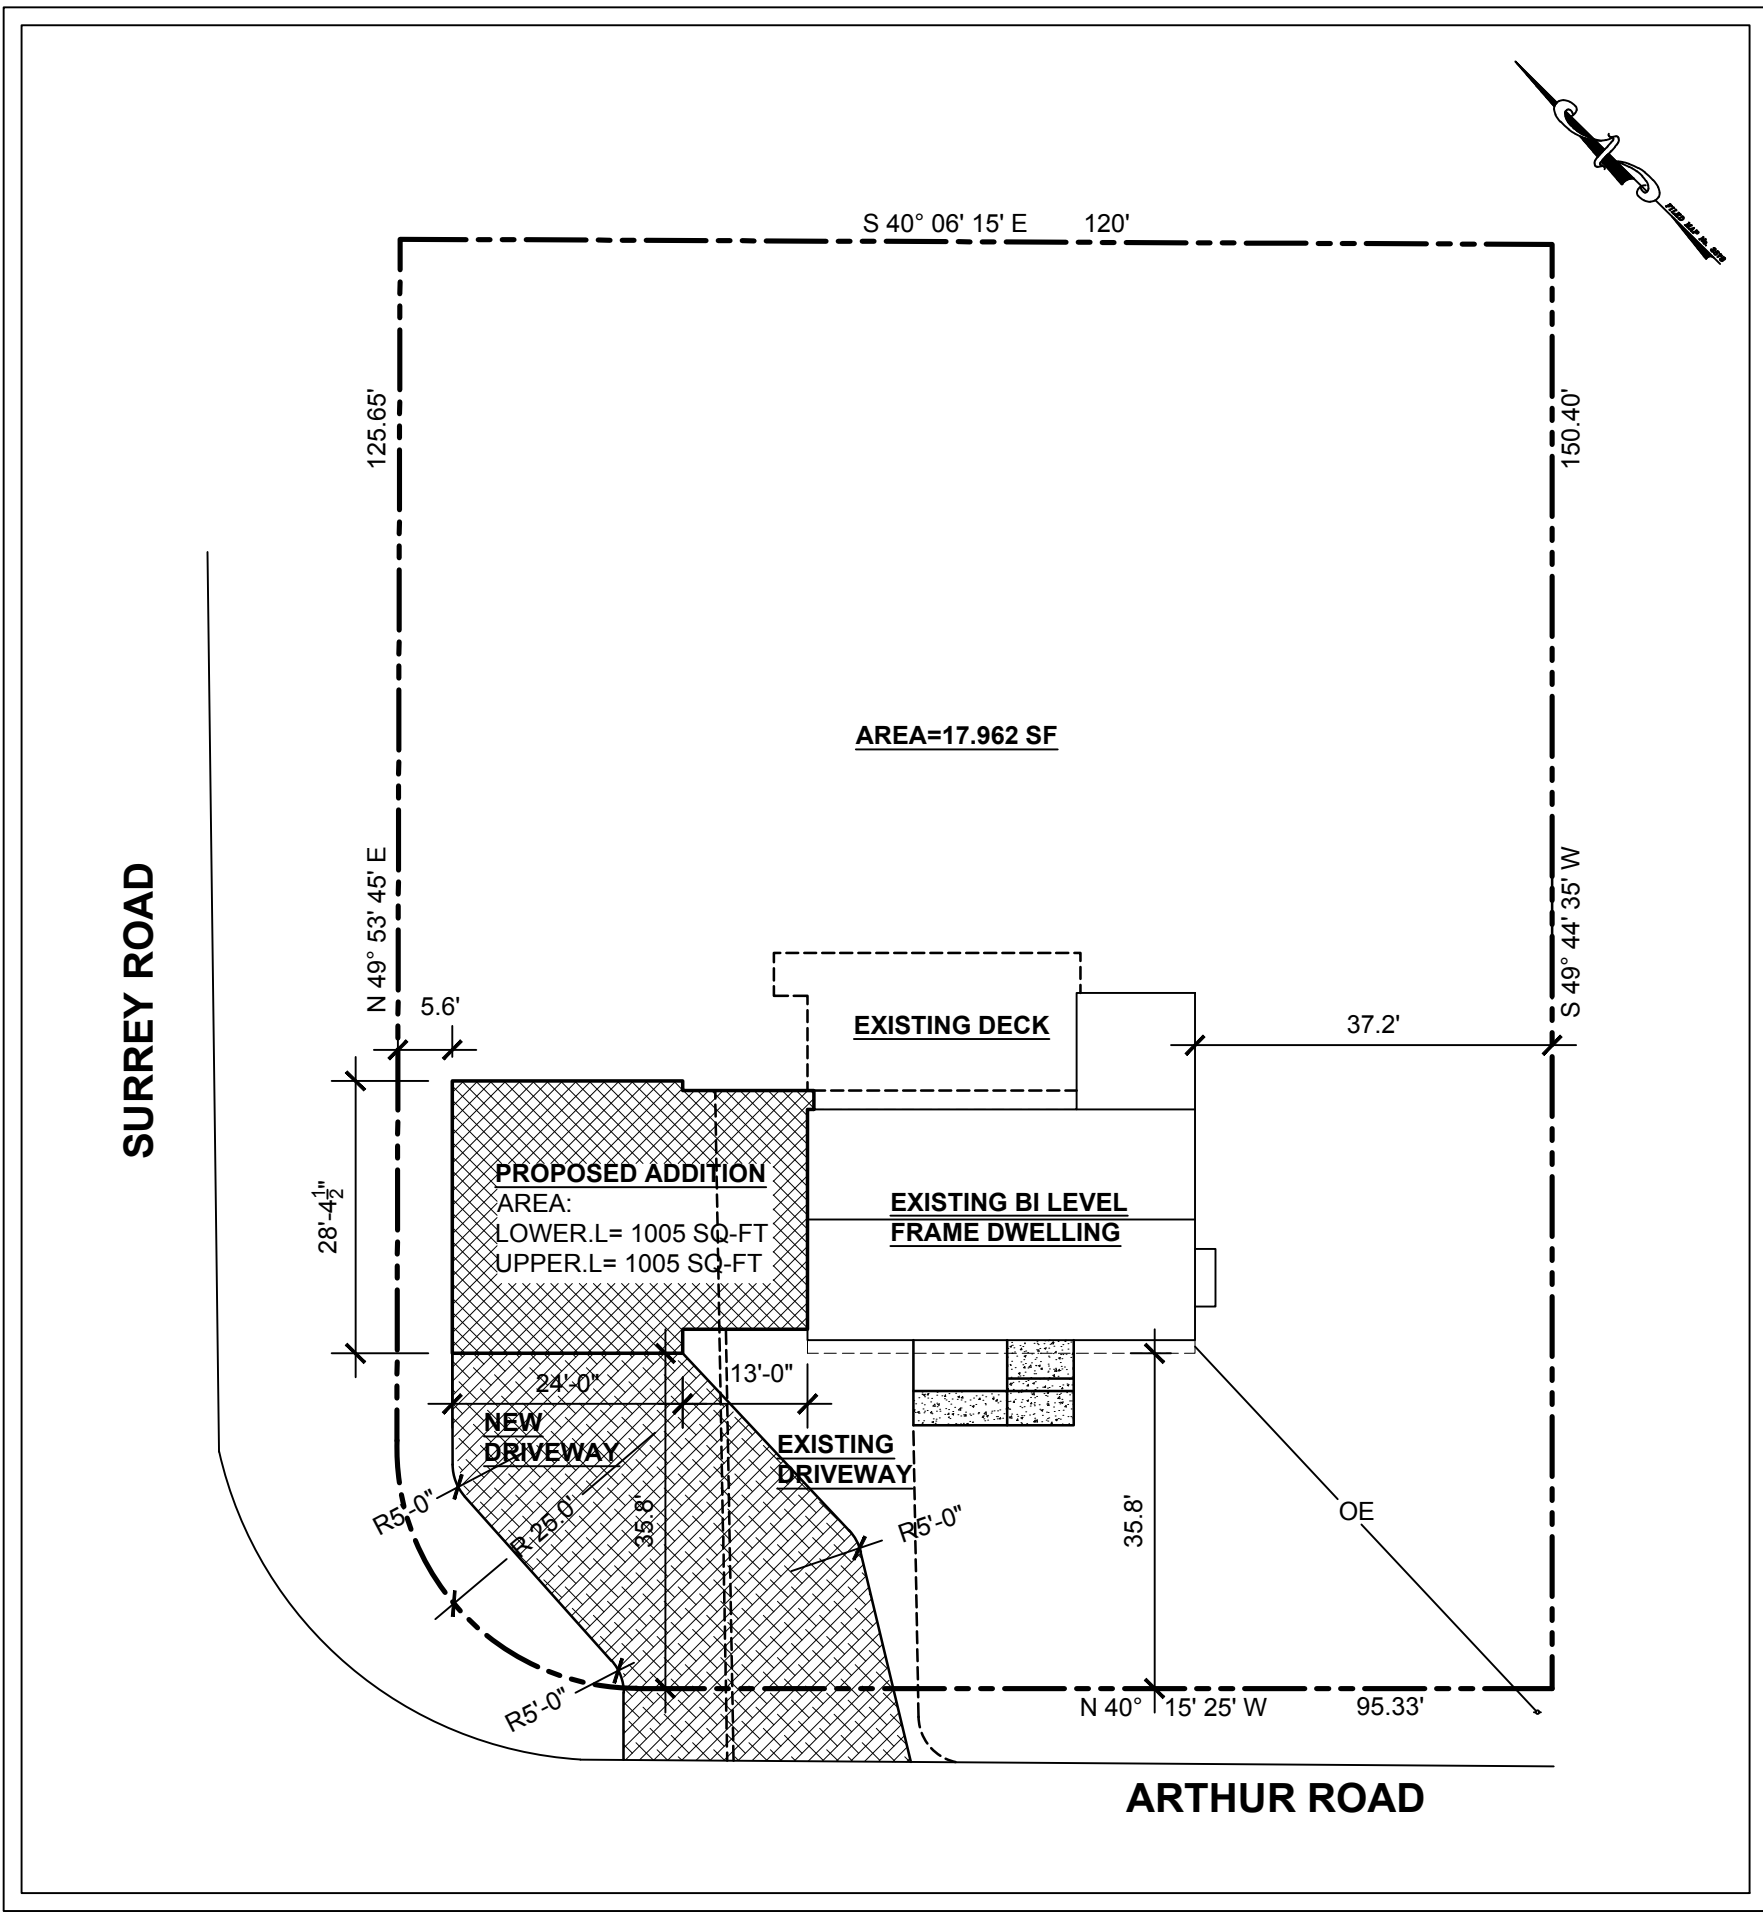 S 40° 06' 15' E 120'
125.65'
150.40'
AREA=17.962 SF
SURREY ROAD
N 49° 53' 45' E
S 49° 44' 35' W
5.6'
EXISTING DECK
37.2'
28'-4 1/2"
PROPOSED ADDITION
AREA:
LOWER.L= 1005 SQ-FT
UPPER.L= 1005 SQ-FT
EXISTING BI LEVEL
FRAME DWELLING
24'-0"
13'-0"
NEW
DRIVEWAY
EXISTING
DRIVEWAY
R5'-0"
R 25.0'
35.8'
R5'-0"
35.8'
OE
R5'-0"
N 40° 15' 25' W 95.33'
ARTHUR ROAD